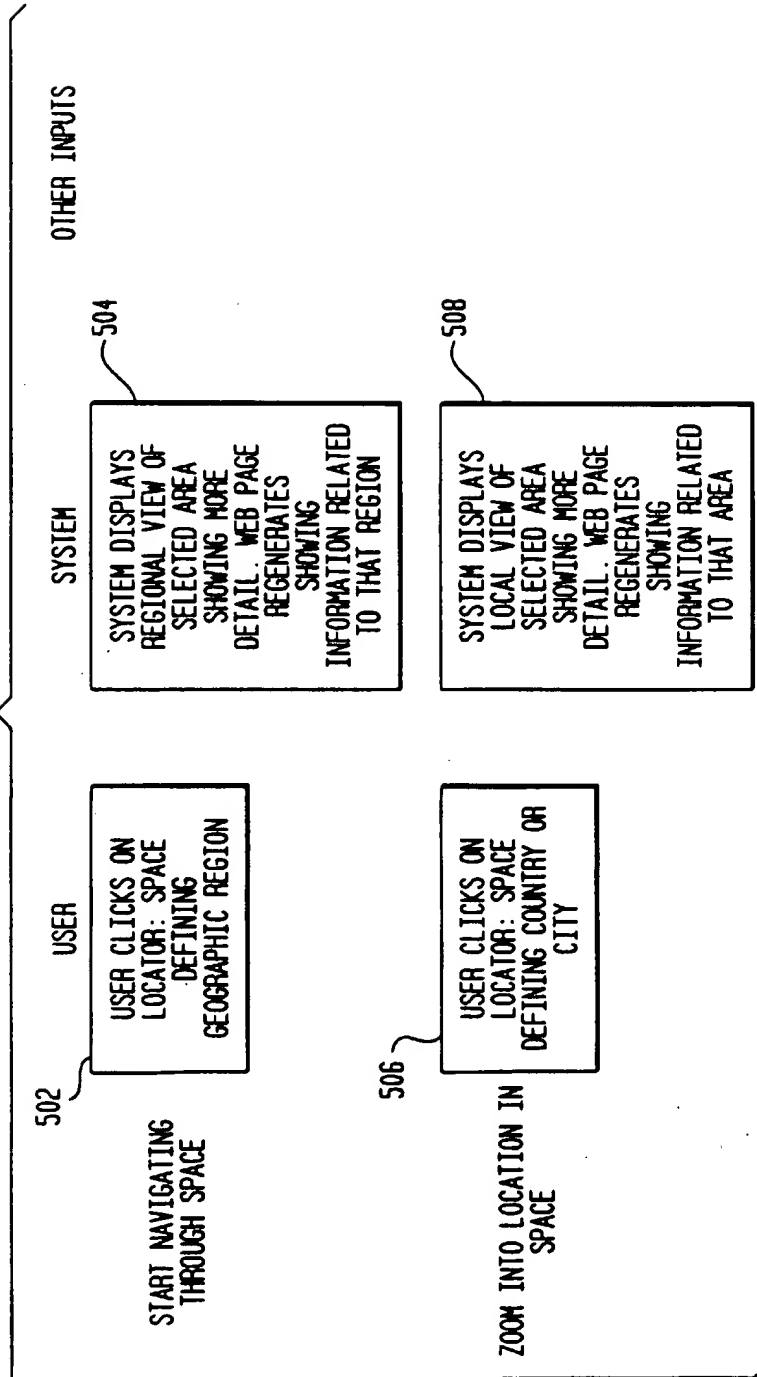 USER
SYSTEM
OTHER INPUTS
START NAVIGATING
THROUGH SPACE
502
USER CLICKS ON
LOCATOR: SPACE
DEFINING
GEOGRAPHIC REGION
504
SYSTEM DISPLAYS
REGIONAL VIEW OF
SELECTED AREA
SHOWING MORE
DETAIL. WEB PAGE
REGENERATES
SHOWING
INFORMATION RELATED
TO THAT REGION
ZOOM INTO LOCATION IN
SPACE
506
USER CLICKS ON
LOCATOR: SPACE
DEFINING COUNTRY OR
CITY
508
SYSTEM DISPLAYS
LOCAL VIEW OF
SELECTED AREA
SHOWING MORE
DETAIL. WEB PAGE
REGENERATES
SHOWING
INFORMATION RELATED
TO THAT AREA